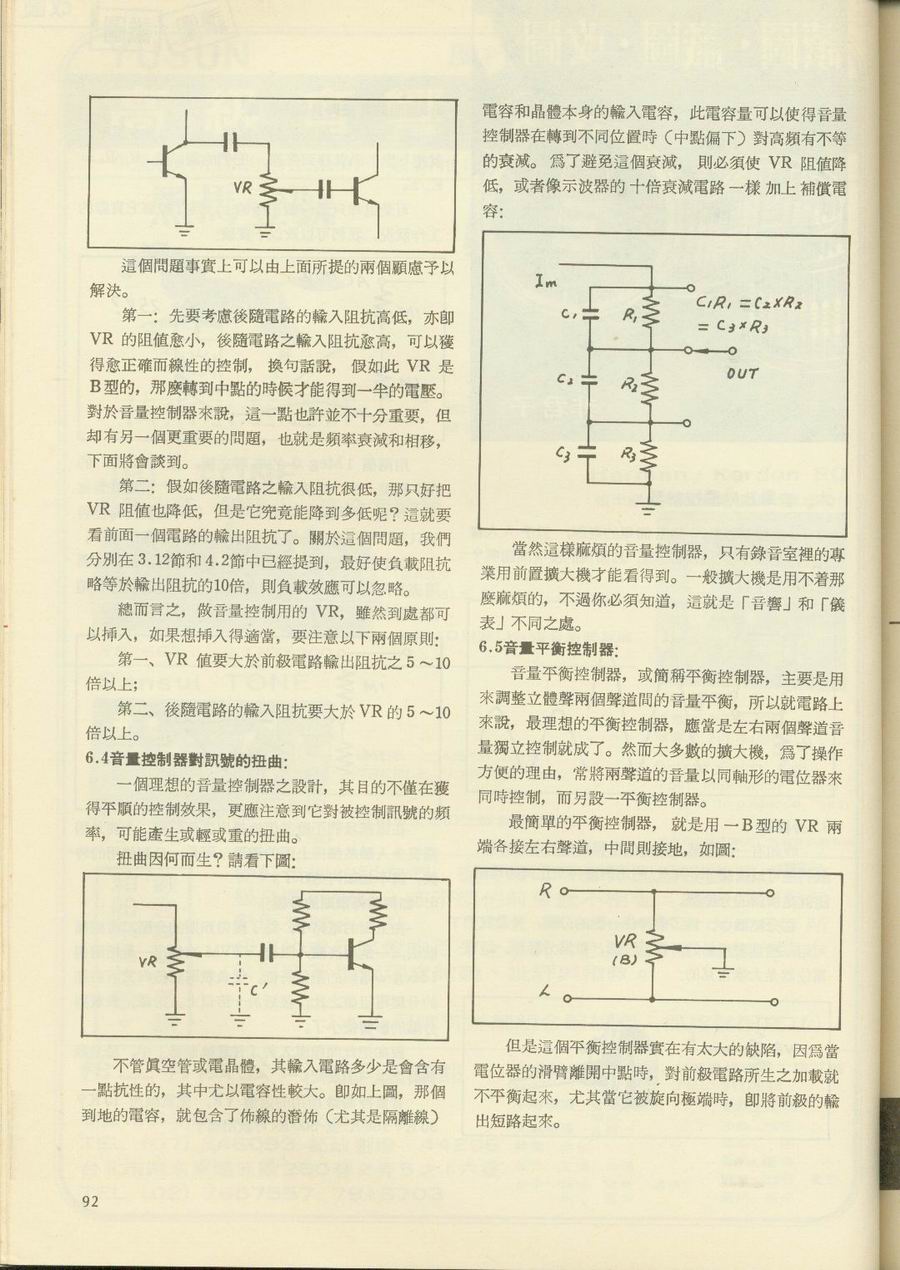 VR
這個問題事實上可以由上面所提的兩個顧慮予以
解決。
第一：先要考慮後隨電路的輸入阻抗高低，亦卽
VR 的阻值愈小，後隨電路之輸入阻抗愈高，可以獲
得愈正確而線性的控制，換句話說，假如此 VR 是
B型的，那麼轉到中點的時候才能得到一半的電壓。
對於音量控制器來說，這一點也許並不十分重要，但
却有另一個更重要的問題，也就是頻率衰減和相移，
下面將會談到。
第二：假如後隨電路之輸入阻抗很低，那只好把
VR 阻值也降低，但是它究竟能降到多低呢？這就要
看前面一個電路的輸出阻抗了。關於這個問題，我們
分別在3.12節和4.2節中已經提到，最好使負載阻抗
略等於輸出阻抗的10倍，則負載效應可以忽略。
總而言之，做音量控制用的 VR，雖然到處都可
以揷入，如果想揷入得適當，要注意以下兩個原則：
第一、VR 值要大於前級電路輸出阻抗之5～10
倍以上；
第二、後隨電路的輸入阻抗要大於VR的5～10
倍以上。
6.4音量控制器對訊號的扭曲：
一個理想的音量控制器之設計，其目的不僅在獲
得平順的控制效果，更應注意到它對被控制訊號的頻
率，可能產生或輕或重的扭曲。
扭曲因何而生？請看下圖：
VR
C'
不管眞空管或電晶體，其輸入電路多少是會含有
一點抗性的，其中尤以電容性較大。卽如上圖，那個
到地的電容，就包含了佈線的潛佈（尤其是隔離線）
92
電容和晶體本身的輸入電容，此電容量可以使得音量
控制器在轉到不同位置時（中點偏下）對高頻有不等
的衰減。爲了避免這個衰減，則必須使 VR 阻值降
低，或者像示波器的十倍衰減電路一樣加上補償電
容：
Im
C₁
R₁
C₁R₁ = C₂×R₂
= C₃×R₃
OUT
C₂
R₂
C₃
R₃
當然這樣麻煩的音量控制器，只有錄音室裡的專
業用前置擴大機才能看得到。一般擴大機是用不着那
麼麻煩的，不過你必須知道，這就是「音響」和「儀
表」不同之處。
6.5音量平衡控制器：
音量平衡控制器，或簡稱平衡控制器，主要是用
來調整立體聲兩個聲道間的音量平衡，所以就電路上
來說，最理想的平衡控制器，應當是左右兩個聲道音
量獨立控制就成了。然而大多數的擴大機，爲了操作
方便的理由，常將兩聲道的音量以同軸形的電位器來
同時控制，而另設一平衡控制器。
最簡單的平衡控制器，就是用一B型的 VR 兩
端各接左右聲道，中間則接地，如圖：
R
VR
(B)
L
但是這個平衡控制器實在有太大的缺陷，因爲當
電位器的滑臂離開中點時，對前級電路所生之加載就
不平衡起來，尤其當它被旋向極端時，卽將前級的輸
出短路起來。